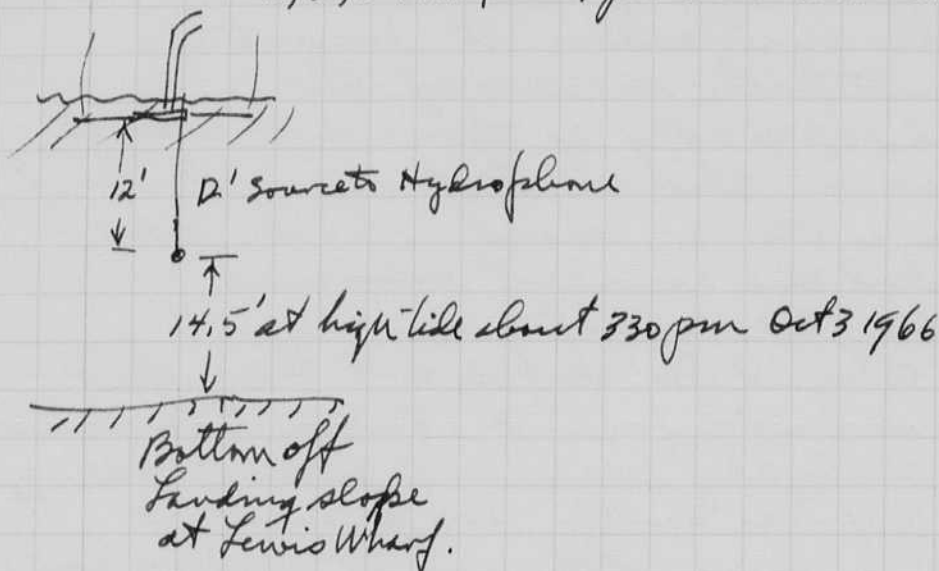 12' 12' source to Hydrophone
14.5' at high tide about 330 pm Oct 3 1966
Bottom off
Landing slope
at Lewis Wharf.